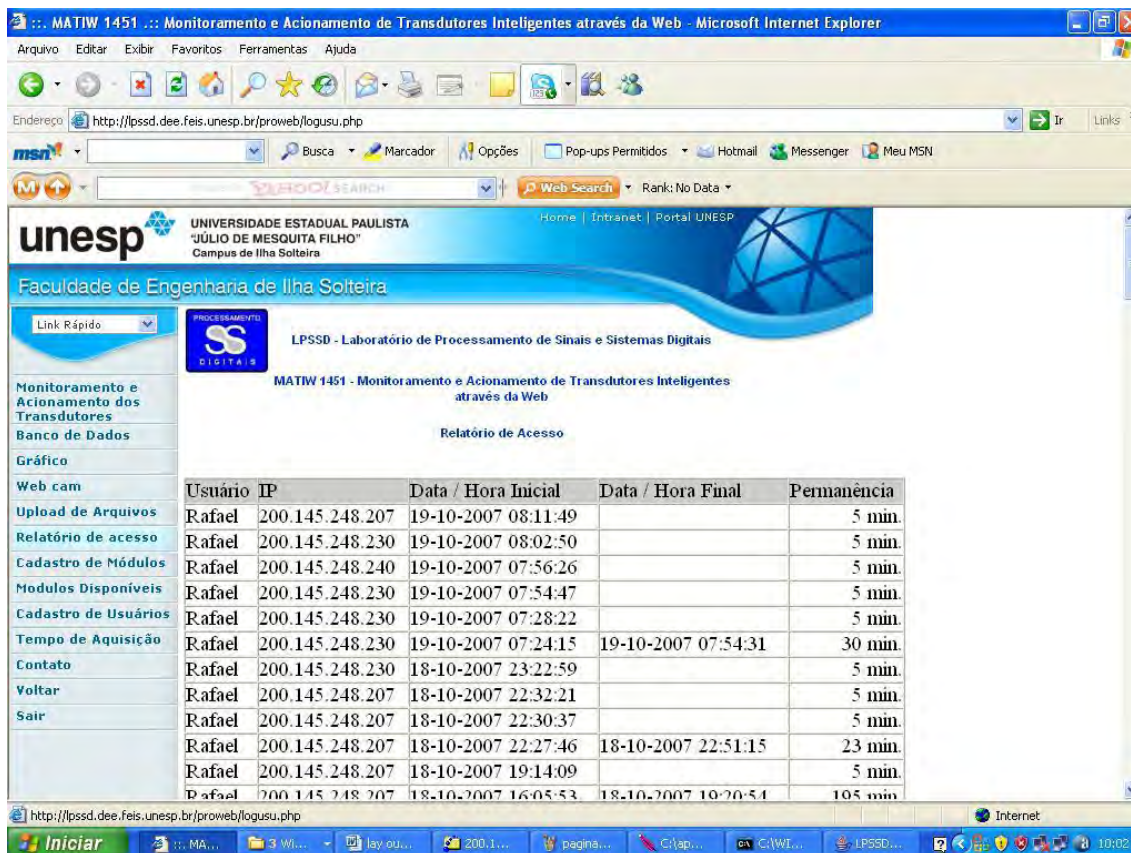 ::. MATIW 1451 .:: Monitoramento e Acionamento de Transdutores Inteligentes através da Web - Microsoft Internet Explorer
Arquivo Editar Exibir Favoritos Ferramentas Ajuda
Endereço http://lpssd.dee.feis.unesp.br/proweb/logusu.php Ir Links
msn Busca Marcador Opções Pop-ups Permitidos Hotmail Messenger Meu MSN
M YAHOO! SEARCH Web Search Rank: No Data
Home | Intranet | Portal UNESP
unesp
UNIVERSIDADE ESTADUAL PAULISTA
"JÚLIO DE MESQUITA FILHO"
Campus de Ilha Solteira
Faculdade de Engenharia de Ilha Solteira
Link Rápido
PROCESSAMENTO
SS
DIGITAIS
LPSSD - Laboratório de Processamento de Sinais e Sistemas Digitais
MATIW 1451 - Monitoramento e Acionamento de Transdutores Inteligentes
através da Web
Relatório de Acesso
Monitoramento e
Acionamento dos
Transdutores
Banco de Dados
Gráfico
Web cam
Upload de Arquivos
Relatório de acesso
Cadastro de Módulos
Modulos Disponíveis
Cadastro de Usuários
Tempo de Aquisição
Contato
Voltar
Sair
Usuário IP Data / Hora Inicial Data / Hora Final Permanência
Rafael 200.145.248.207 19-10-2007 08:11:49 5 min.
Rafael 200.145.248.230 19-10-2007 08:02:50 5 min.
Rafael 200.145.248.240 19-10-2007 07:56:26 5 min.
Rafael 200.145.248.230 19-10-2007 07:54:47 5 min.
Rafael 200.145.248.230 19-10-2007 07:28:22 5 min.
Rafael 200.145.248.230 19-10-2007 07:24:15 19-10-2007 07:54:31 30 min.
Rafael 200.145.248.230 18-10-2007 23:22:59 5 min.
Rafael 200.145.248.207 18-10-2007 22:32:21 5 min.
Rafael 200.145.248.207 18-10-2007 22:30:37 5 min.
Rafael 200.145.248.207 18-10-2007 22:27:46 18-10-2007 22:51:15 23 min.
Rafael 200.145.248.207 18-10-2007 19:14:09 5 min.
Rafael 200.145.248.207 18-10-2007 16:05:53 18-10-2007 19:20:54 195 min.
http://lpssd.dee.feis.unesp.br/proweb/logusu.php Internet
Iniciar ::. MA... 3 Wi... lay ou... 200.1... pagina... C:\ap... C:\WI... LPSSD... 10:02